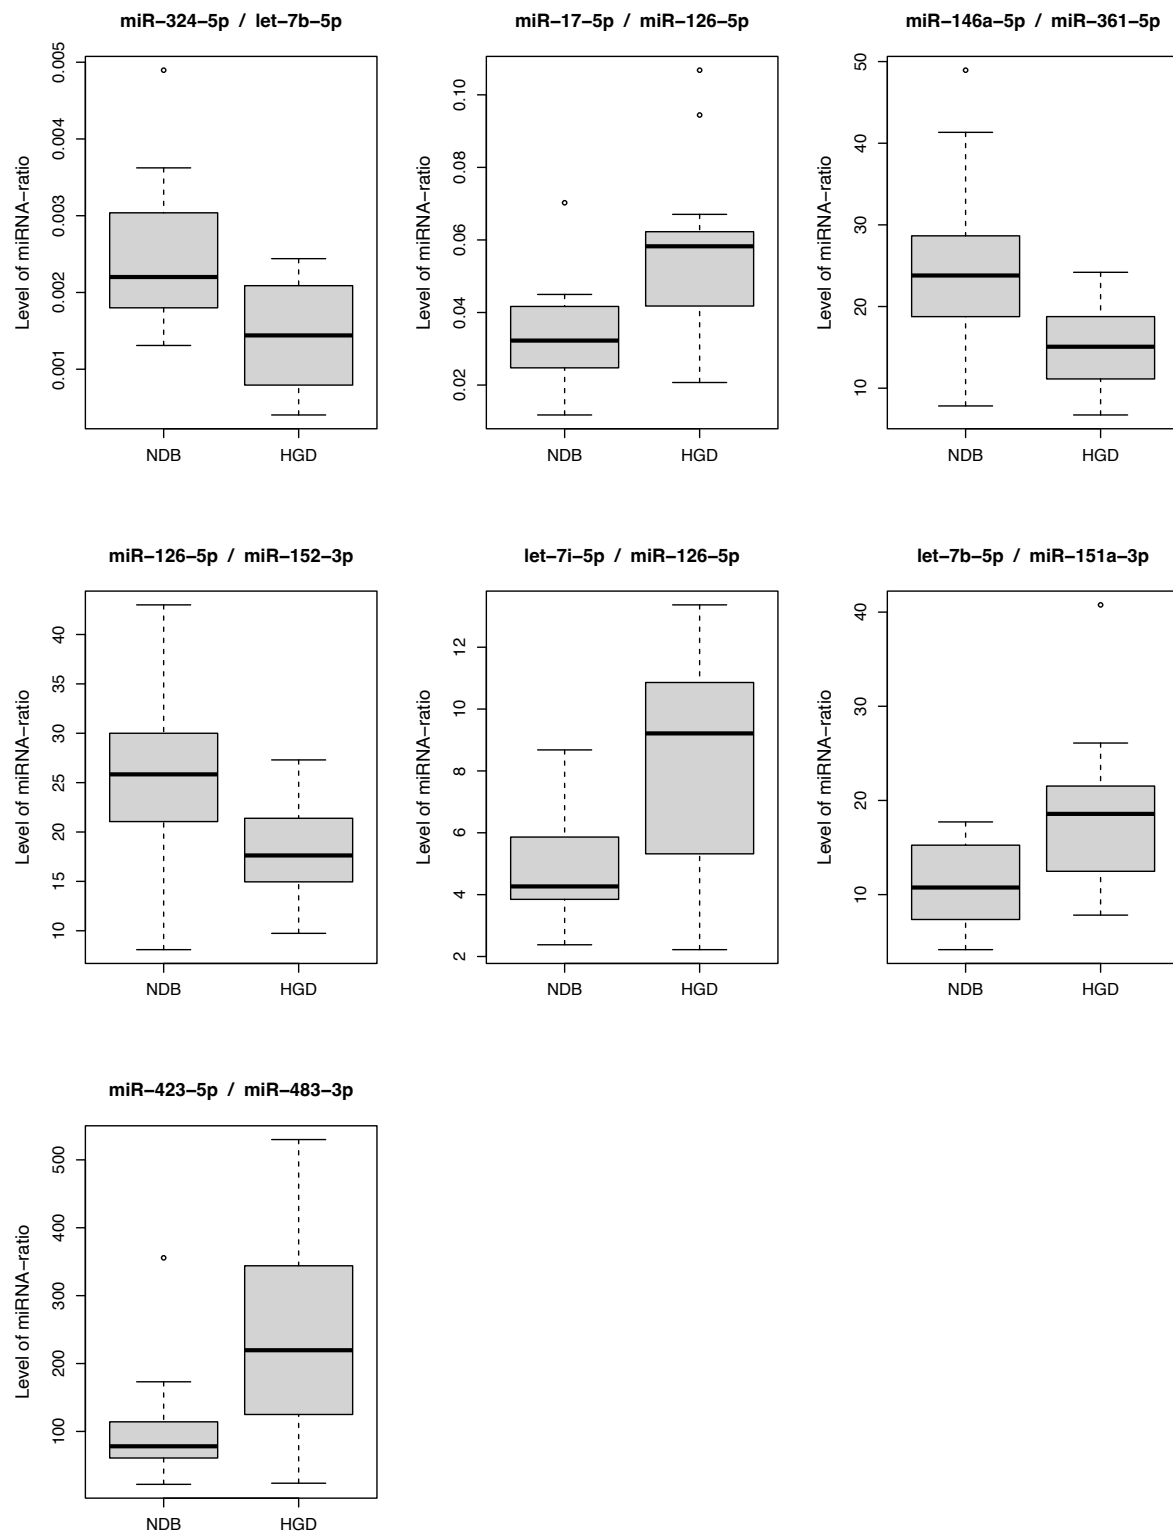 miR−324−5p / let−7b−5p
0.005
0.004
0.003
0.002
0.001
Level of miRNA−ratio
NDB HGD
miR−17−5p / miR−126−5p
0.10
0.08
0.06
0.04
0.02
Level of miRNA−ratio
NDB HGD
miR−146a−5p / miR−361−5p
50
40
30
20
10
Level of miRNA−ratio
NDB HGD
miR−126−5p / miR−152−3p
40
35
30
25
20
15
10
Level of miRNA−ratio
NDB HGD
let−7i−5p / miR−126−5p
12
10
8
6
4
2
Level of miRNA−ratio
NDB HGD
let−7b−5p / miR−151a−3p
40
30
20
10
Level of miRNA−ratio
NDB HGD
miR−423−5p / miR−483−3p
500
400
300
200
100
Level of miRNA−ratio
NDB HGD